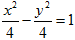 x²/4 − y²/4 = 1